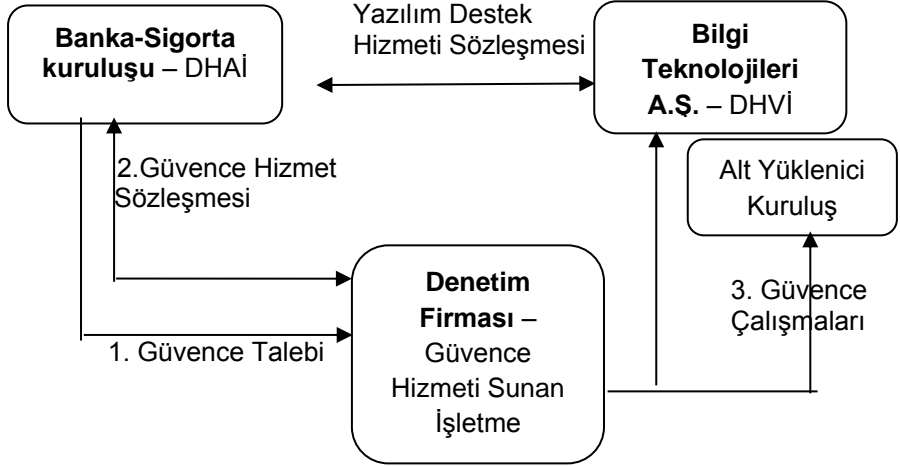 Banka-Sigorta
kuruluşu – DHAİ
Yazılım Destek
Hizmeti Sözleşmesi
Bilgi
Teknolojileri
A.Ş. – DHVİ
2.Güvence Hizmet
Sözleşmesi
Alt Yüklenici
Kuruluş
Denetim
Firması –
Güvence
Hizmeti Sunan
İşletme
1. Güvence Talebi
3. Güvence
Çalışmaları